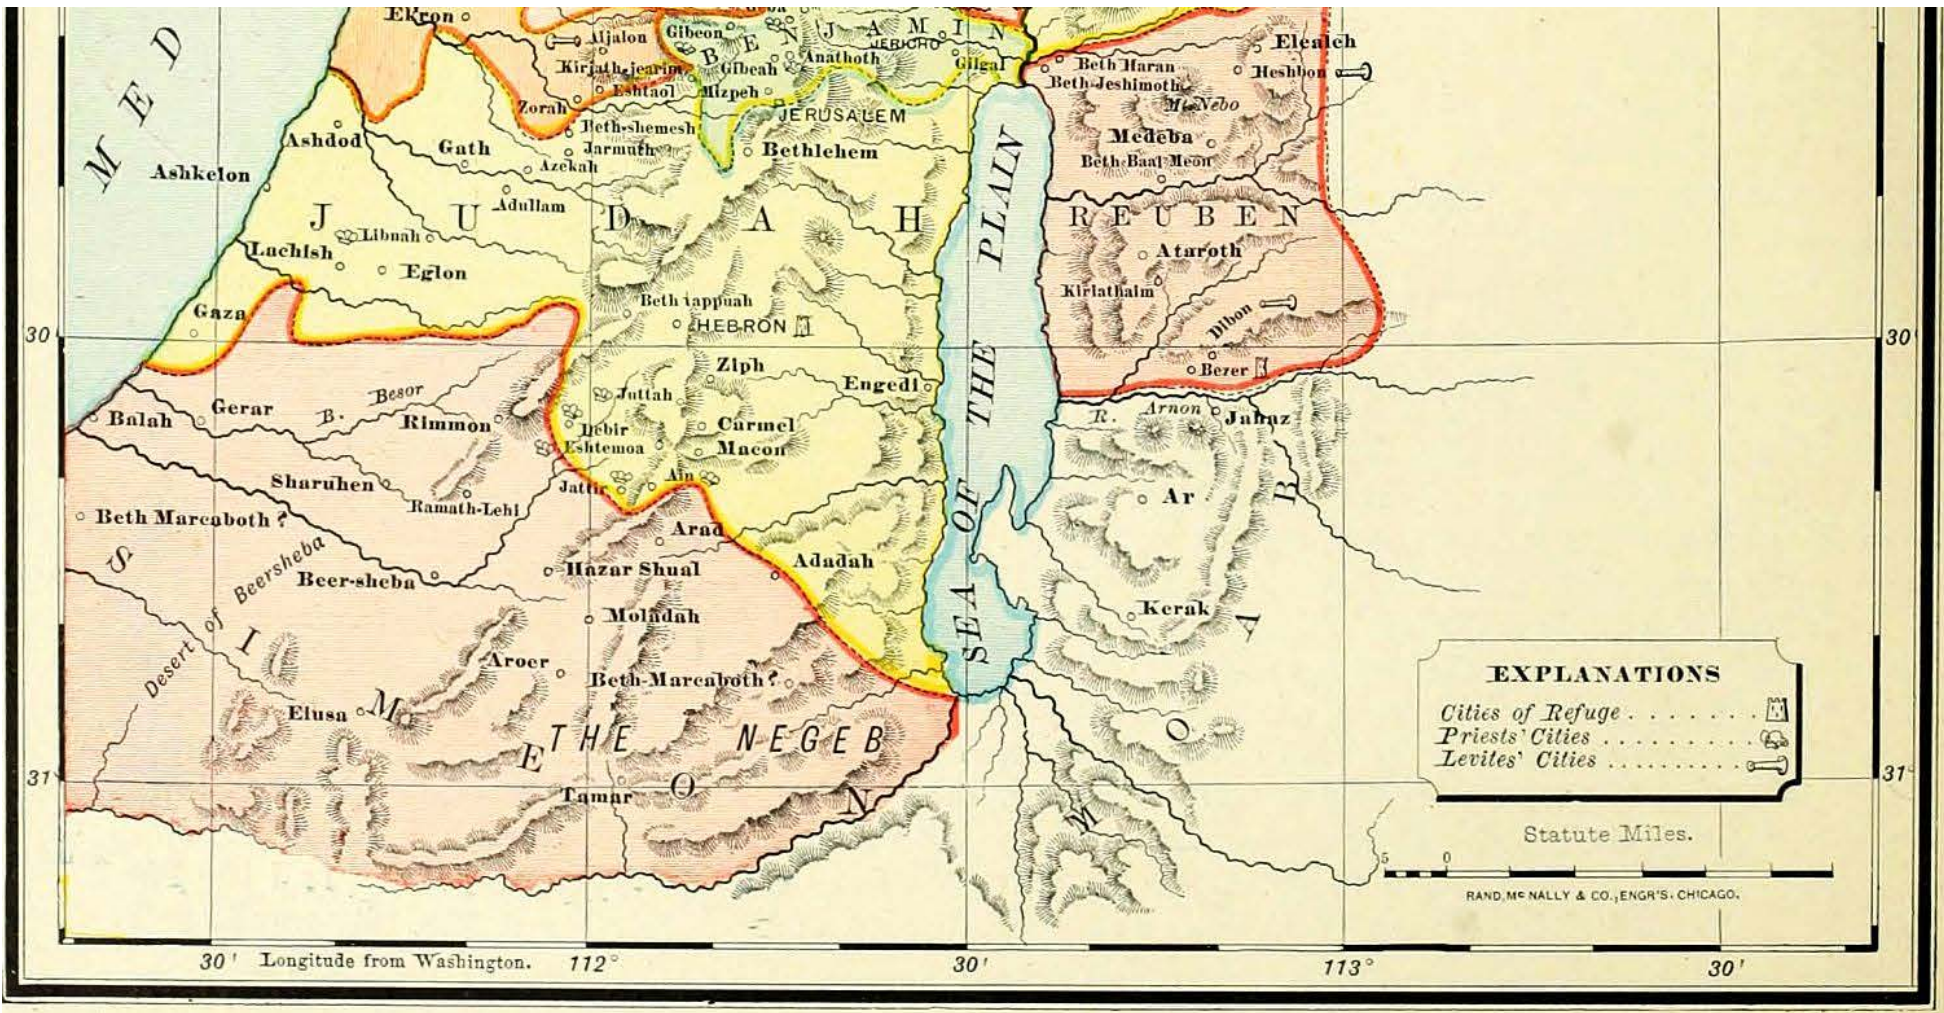 Ekron
Gibeon
BENJAMIN
Aljalon
JERICHO
Elealeh
Kirjath-jearim
Gibeah
Anathoth
Gilgal
Beth Haran
Heshbon
Eshtaol
Mizpeh
Beth-Jeshimoth
Zorah
Mt. Nebo
MED
JERUSALEM
Ashdod
Beth-shemesh
Medeba
Gath
Jarmuth
Bethlehem
Beth-Baal-Meon
Ashkelon
Azekah
Adullam
JUDAH
REUBEN
Libnah
Lachish
Ataroth
Eglon
Kirlathaim
Beth tappuah
Gaza
HEBRON
Dibon
30'
30'
Ziph
Bezer
Engedi
Juttah
B. Besor
Gerar
Balah
Rimmon
Debir
Carmel
R. Arnon
Jahaz
Eshtemoa
Macon
Sharuhen
Jattir
Ain
Ar
Ramath-Lehi
Beth Marcaboth?
Arad
SEA OF THE PLAIN
Desert of Beersheba
Beer-sheba
Hazar Shual
Adadah
Moladah
Kerak
Aroer
Beth-Marcaboth?
Elusa
SIMEON
THE NEGEB
MOAB
Tamar
31°
31°
EXPLANATIONS
Cities of Refuge
Priests' Cities
Levites' Cities
Statute Miles.
5 0
RAND, McNALLY & CO., ENGR'S. CHICAGO.
30' Longitude from Washington. 112° 30' 113° 30'